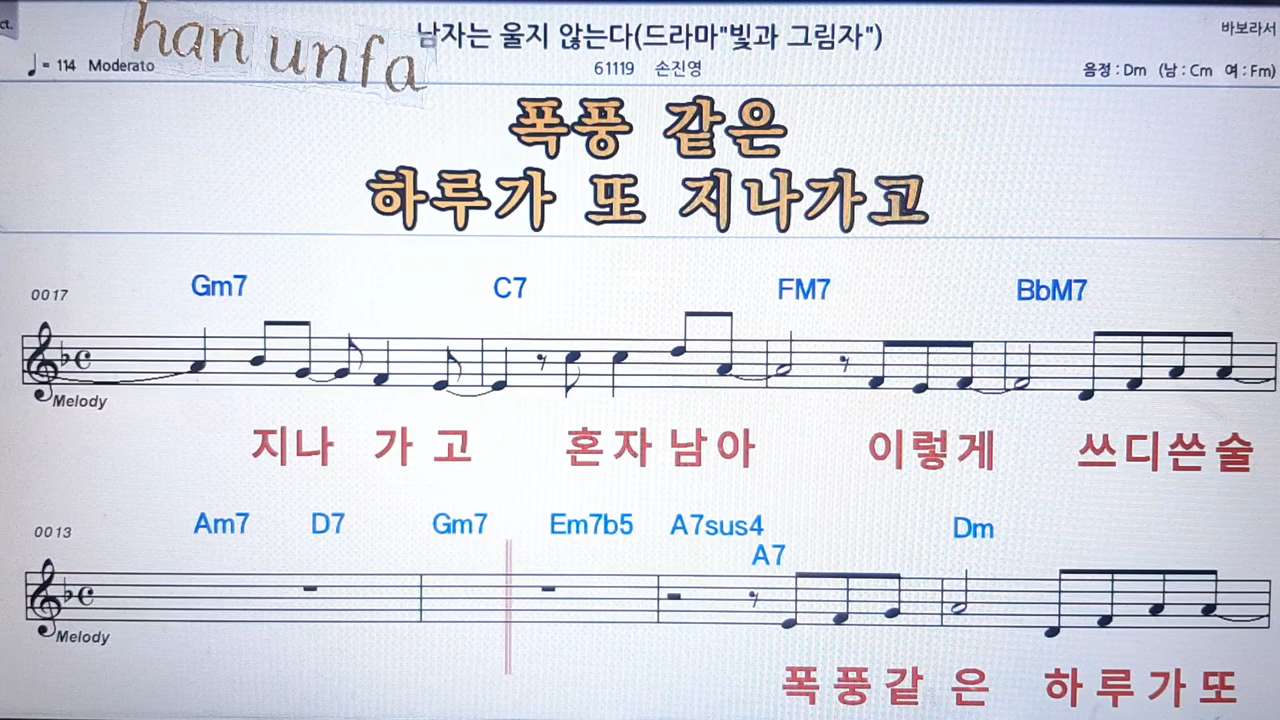 ct.
han unfa
남자는 울지 않는다(드라마"빛과 그림자")
바보라서
♩= 114 Moderato
61119 손진영
음정 : Dm (남 : Cm 여 : Fm)
폭풍 같은
하루가 또 지나가고
0017 Gm7 C7 FM7 BbM7
Melody
지나 가 고 혼자 남아 이렇게 쓰디쓴술
0013 Am7 D7 Gm7 Em7b5 A7sus4 Dm
A7
Melody
폭풍같 은 하루가또